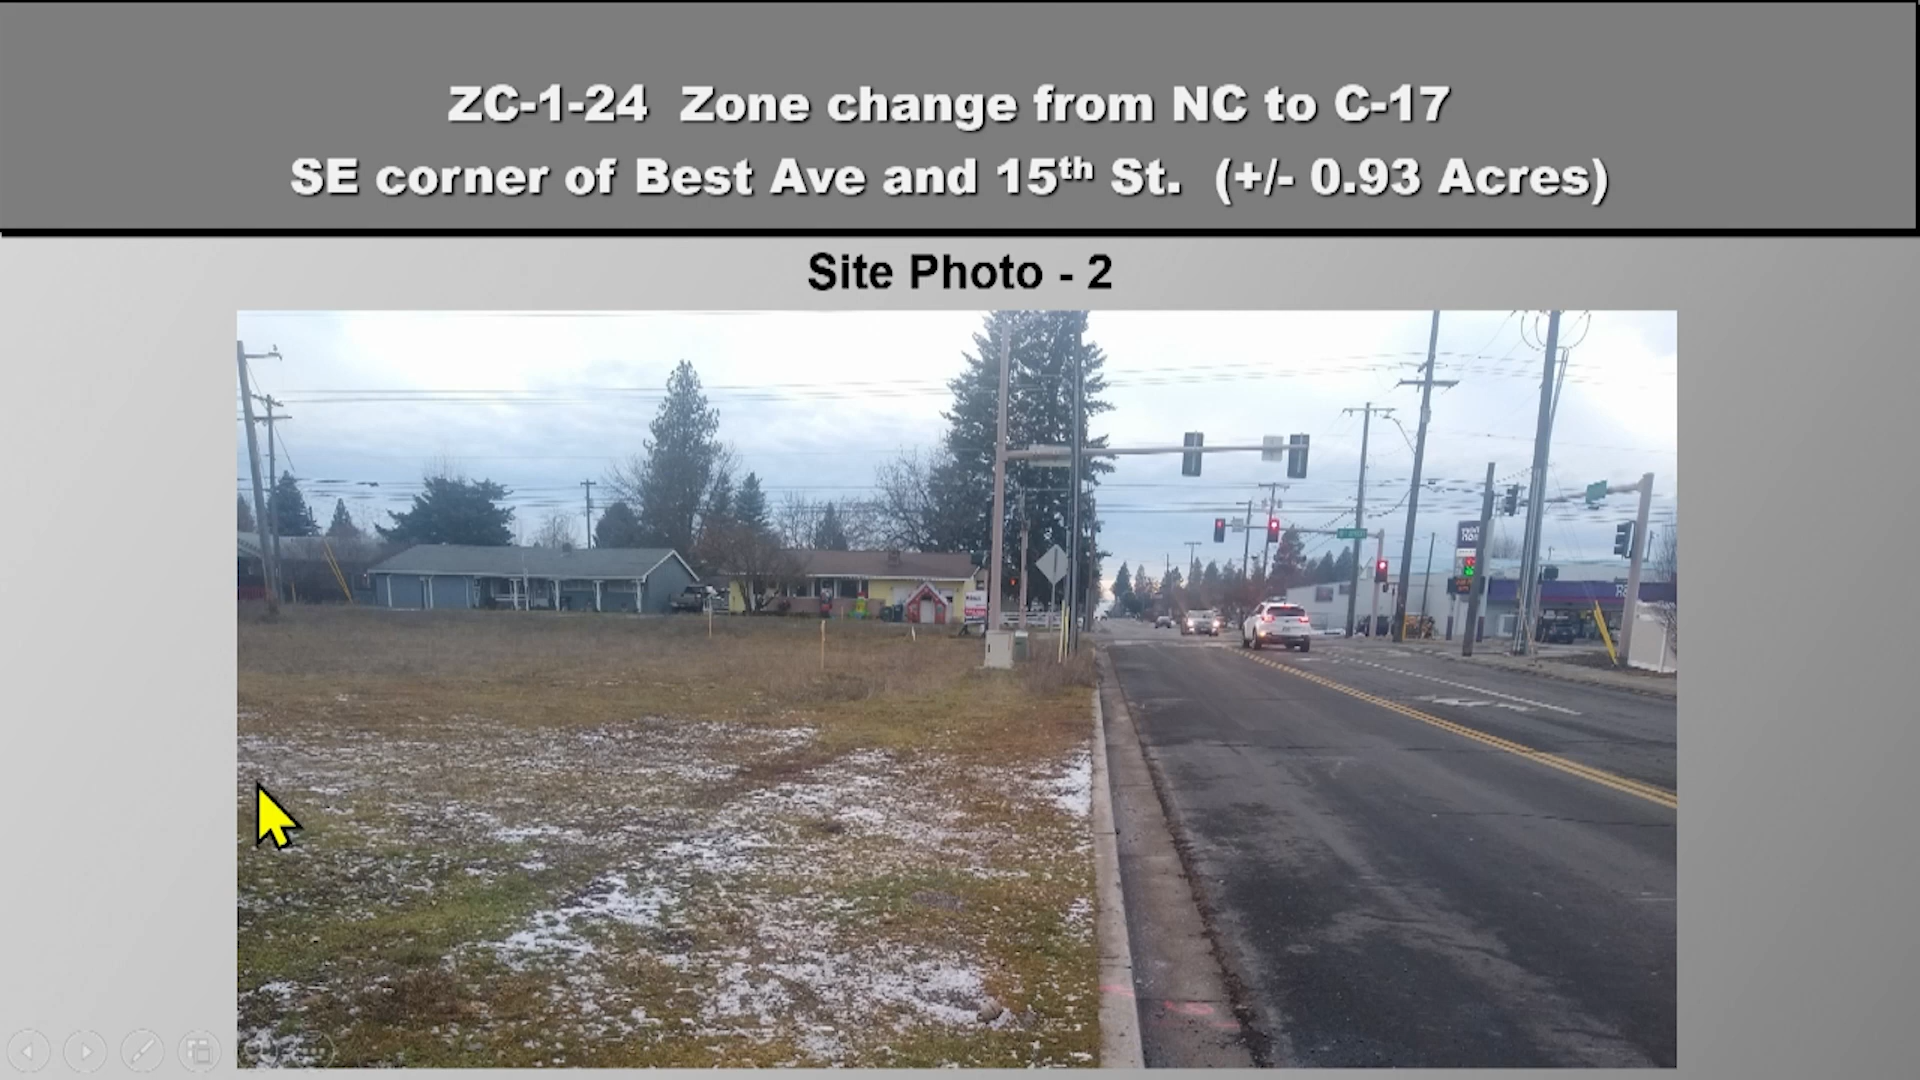 ZC-1-24 Zone change from NC to C-17
SE corner of Best Ave and 15th St. (+/- 0.93 Acres)
Site Photo - 2